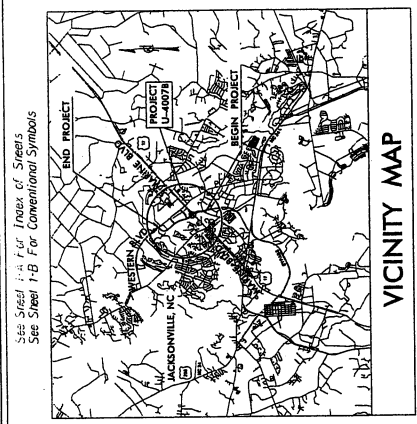 See Sheet 1-A For Index of Sheets
See Sheet 1-B For Conventional Symbols
END PROJECT
PROJECT
U-4007B
BEGIN PROJECT
WESTERN BLVD
JACKSONVILLE, NC
VICINITY MAP